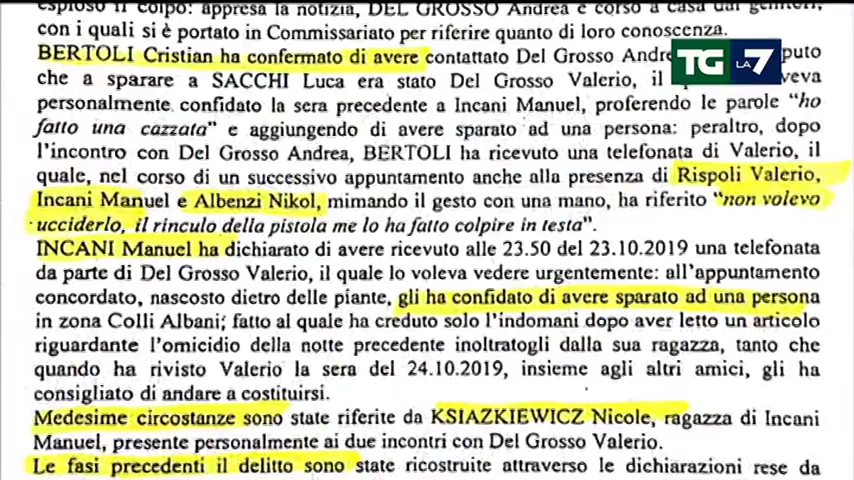 esploso il colpo: appresa la notizia, DEL GROSSO Andrea è corso a casa dai genitori,
con i quali si è portato in Commissariato per riferire quanto di loro conoscenza.
BERTOLI Cristian ha confermato di avere contattato Del Grosso Andre puto
che a sparare a SACCHI Luca era stato Del Grosso Valerio, il veva
personalmente confidato la sera precedente a Incani Manuel, proferendo le parole “ho
fatto una cazzata” e aggiungendo di avere sparato ad una persona: peraltro, dopo
l’incontro con Del Grosso Andrea, BERTOLI ha ricevuto una telefonata di Valerio, il
quale, nel corso di un successivo appuntamento anche alla presenza di Rispoli Valerio,
Incani Manuel e Albenzi Nikol, mimando il gesto con una mano, ha riferito “non volevo
ucciderlo, il rinculo della pistola me lo ha fatto colpire in testa”.
INCANI Manuel ha dichiarato di avere ricevuto alle 23.50 del 23.10.2019 una telefonata
da parte di Del Grosso Valerio, il quale lo voleva vedere urgentemente: all’appuntamento
concordato, nascosto dietro delle piante, gli ha confidato di avere sparato ad una persona
in zona Colli Albani; fatto al quale ha creduto solo l’indomani dopo aver letto un articolo
riguardante l’omicidio della notte precedente inoltratogli dalla sua ragazza, tanto che
quando ha rivisto Valerio la sera del 24.10.2019, insieme agli altri amici, gli ha
consigliato di andare a costituirsi.
Medesime circostanze sono state riferite da KSIAZKIEWICZ Nicole, ragazza di Incani
Manuel, presente personalmente ai due incontri con Del Grosso Valerio.
Le fasi precedenti il delitto sono state ricostruite attraverso le dichiarazioni rese da
TG LA7